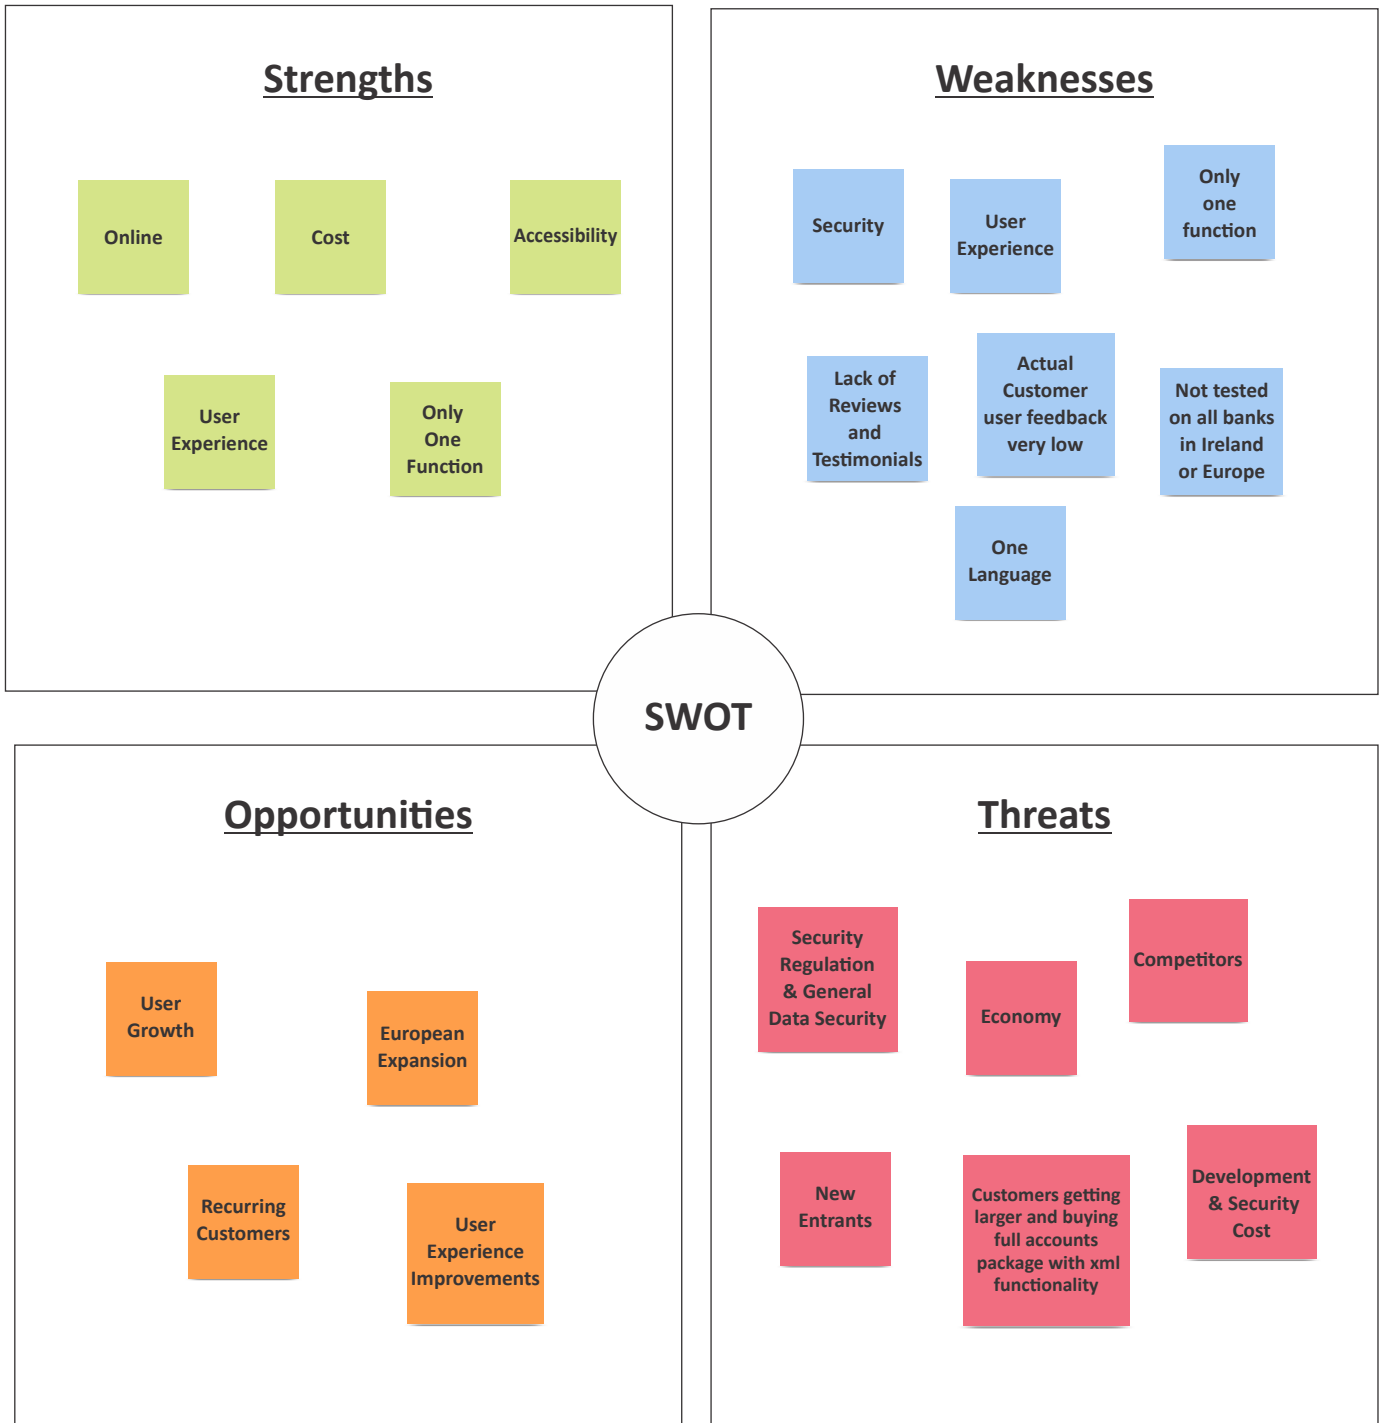 Strengths
Online
Cost
Accessibility
User
Experience
Only
One
Function
Weaknesses
Security
User
Experience
Only
one
function
Lack of
Reviews
and
Testimonials
Actual
Customer
user feedback
very low
Not tested
on all banks
in Ireland
or Europe
One
Language
SWOT
Opportunities
User
Growth
European
Expansion
Recurring
Customers
User
Experience
Improvements
Threats
Security
Regulation
& General
Data Security
Economy
Competitors
New
Entrants
Customers getting
larger and buying
full accounts
package with xml
functionality
Development
& Security
Cost